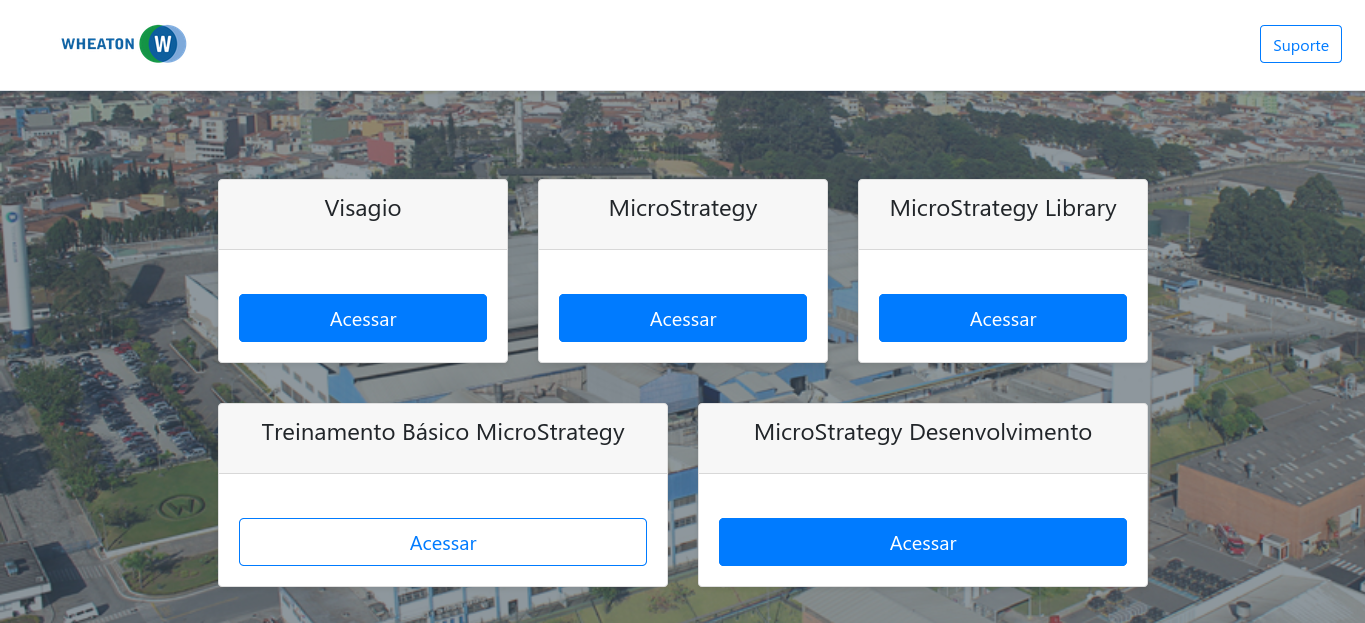 WHEATON W
Suporte
Visagio
MicroStrategy
MicroStrategy Library
Acessar
Acessar
Acessar
Treinamento Básico MicroStrategy
MicroStrategy Desenvolvimento
Acessar
Acessar